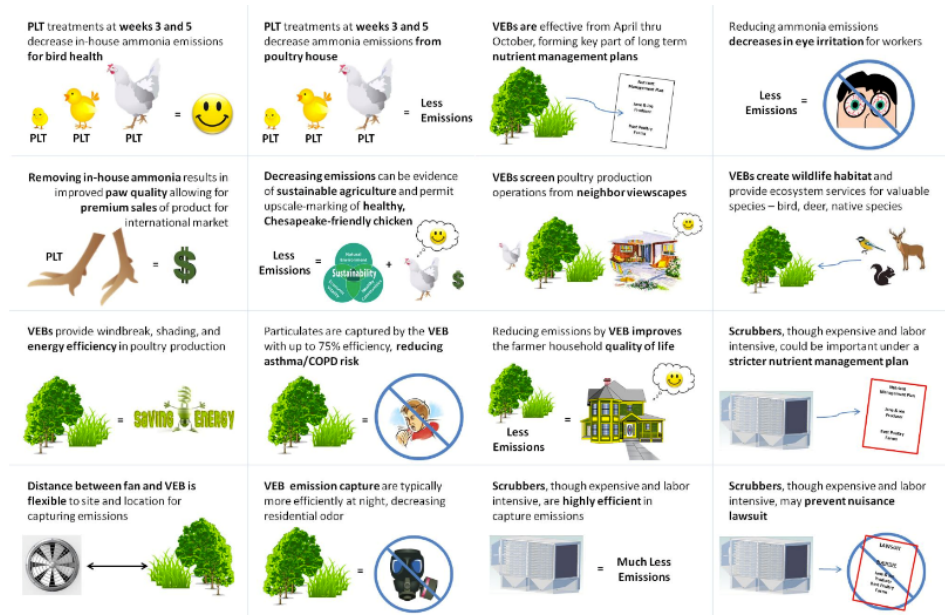 PLT treatments at weeks 3 and 5
decrease in-house ammonia emissions
for bird health
PLT
PLT
PLT
=
PLT treatments at weeks 3 and 5
decrease ammonia emissions from
poultry house
PLT
PLT
PLT
=
Less
Emissions
VEBs are effective from April thru
October, forming key part of long term
nutrient management plans
Nutrient
Management Plan
Reducing ammonia emissions
decreases in eye irritation for workers
Less
Emissions
=
Removing in-house ammonia results in
improved paw quality allowing for
premium sales of product for
international market
PLT
=
$
Decreasing emissions can be evidence
of sustainable agriculture and permit
upscale-marking of healthy,
Chesapeake-friendly chicken
Less
Emissions
=
Sustainability
+
$
VEBs screen poultry production
operations from neighbor viewscapes
VEBs create wildlife habitat and
provide ecosystem services for valuable
species – bird, deer, native species
VEBs provide windbreak, shading, and
energy efficiency in poultry production
=
SAVING ENERGY
Particulates are captured by the VEB
with up to 75% efficiency, reducing
asthma/COPD risk
=
Reducing emissions by VEB improves
the farmer household quality of life
Less
Emissions
=
Scrubbers, though expensive and labor
intensive, could be important under a
stricter nutrient management plan
Nutrient
Management Plan
Distance between fan and VEB is
flexible to site and location for
capturing emissions
VEB emission capture are typically
more efficiently at night, decreasing
residential odor
=
Scrubbers, though expensive and labor
intensive, are highly efficient in
capture emissions
=
Much Less
Emissions
Scrubbers, though expensive and labor
intensive, may prevent nuisance
lawsuit
LAWSUIT